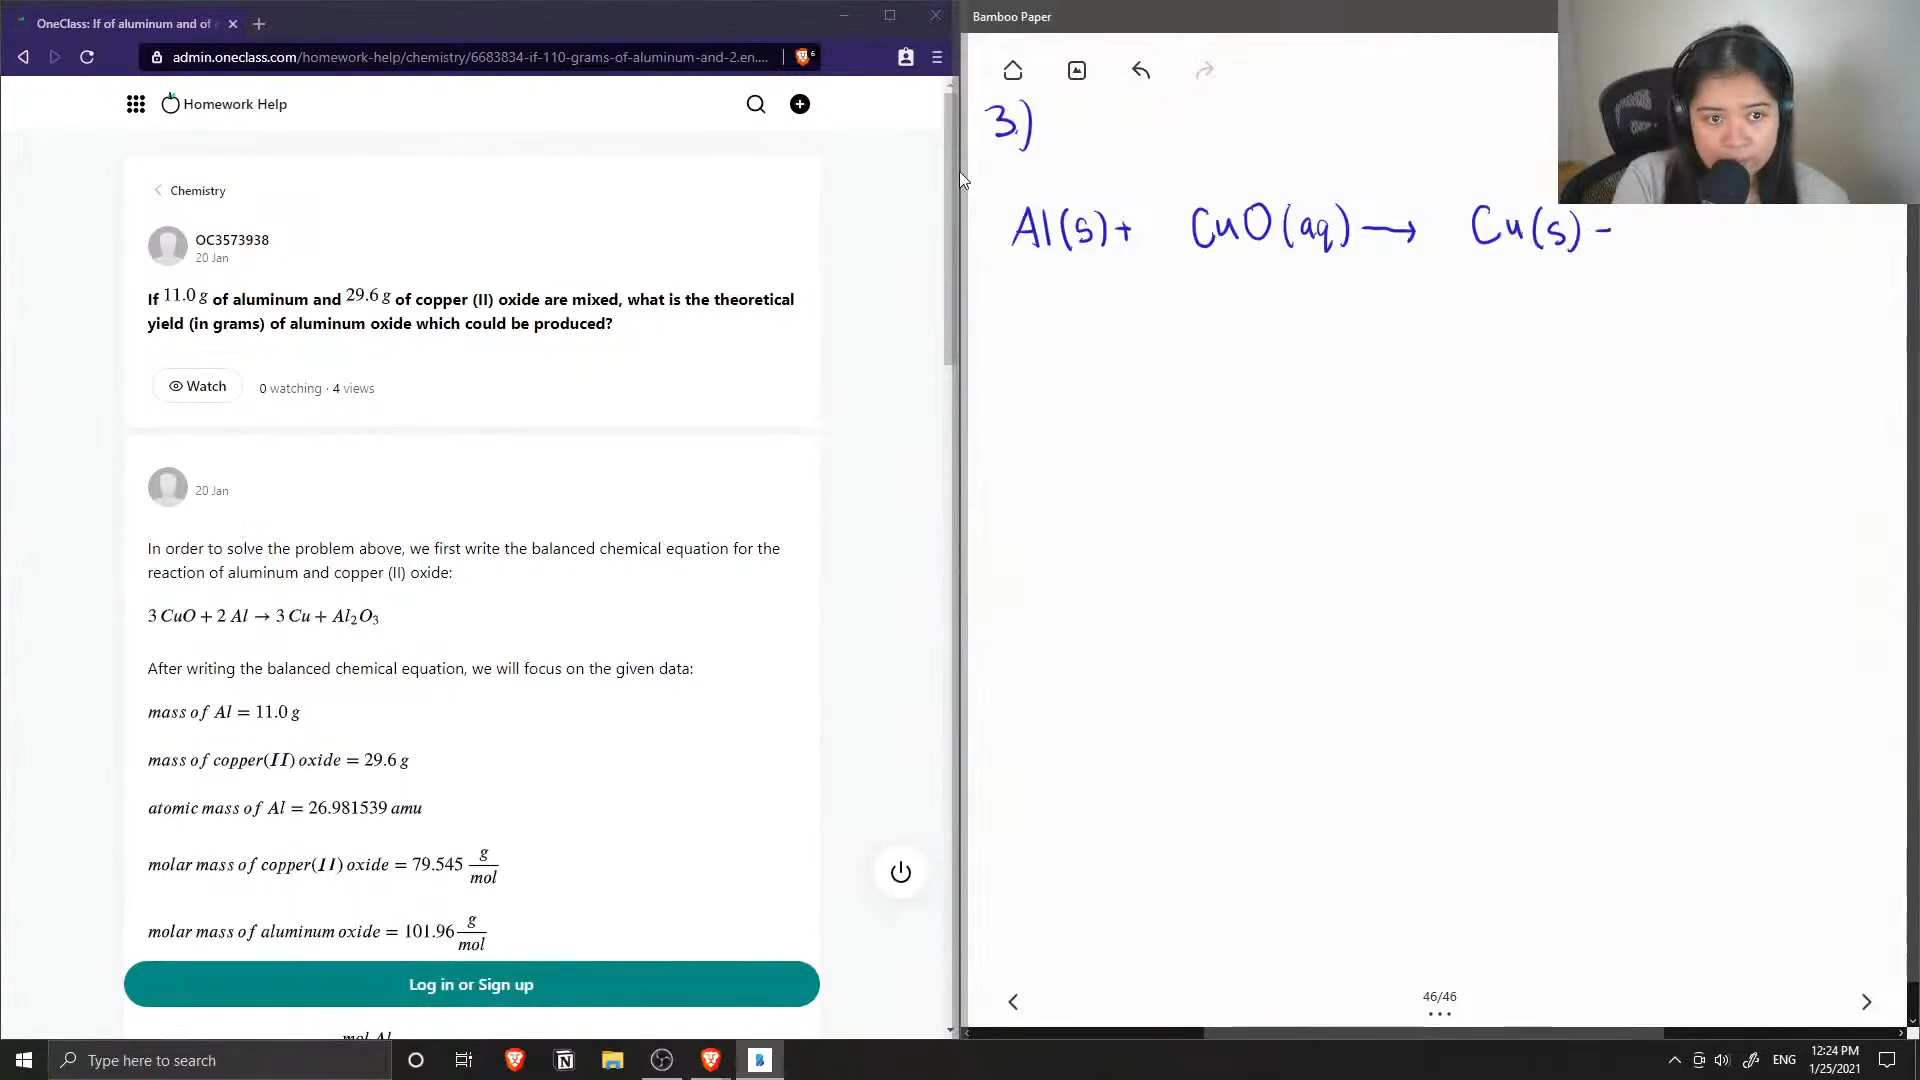 OneClass: If of aluminum and of
Bamboo Paper
admin.oneclass.com/homework-help/chemistry/6683834-if-110-grams-of-aluminum-and-2.en....
6
Homework Help
3.)
Chemistry
Al(s) + CuO(aq) → Cu(s) -
OC3573938
20 Jan
If 11.0 g of aluminum and 29.6 g of copper (II) oxide are mixed, what is the theoretical
yield (in grams) of aluminum oxide which could be produced?
Watch
0 watching · 4 views
20 Jan
In order to solve the problem above, we first write the balanced chemical equation for the
reaction of aluminum and copper (II) oxide:
3 CuO + 2 Al → 3 Cu + Al₂O₃
After writing the balanced chemical equation, we will focus on the given data:
mass of Al = 11.0 g
mass of copper(II) oxide = 29.6 g
atomic mass of Al = 26.981539 amu
molar mass of copper(II) oxide = 79.545 g/mol
molar mass of aluminum oxide = 101.96 g/mol
Log in or Sign up
46/46
mol Al
Type here to search
ENG
12:24 PM
1/25/2021